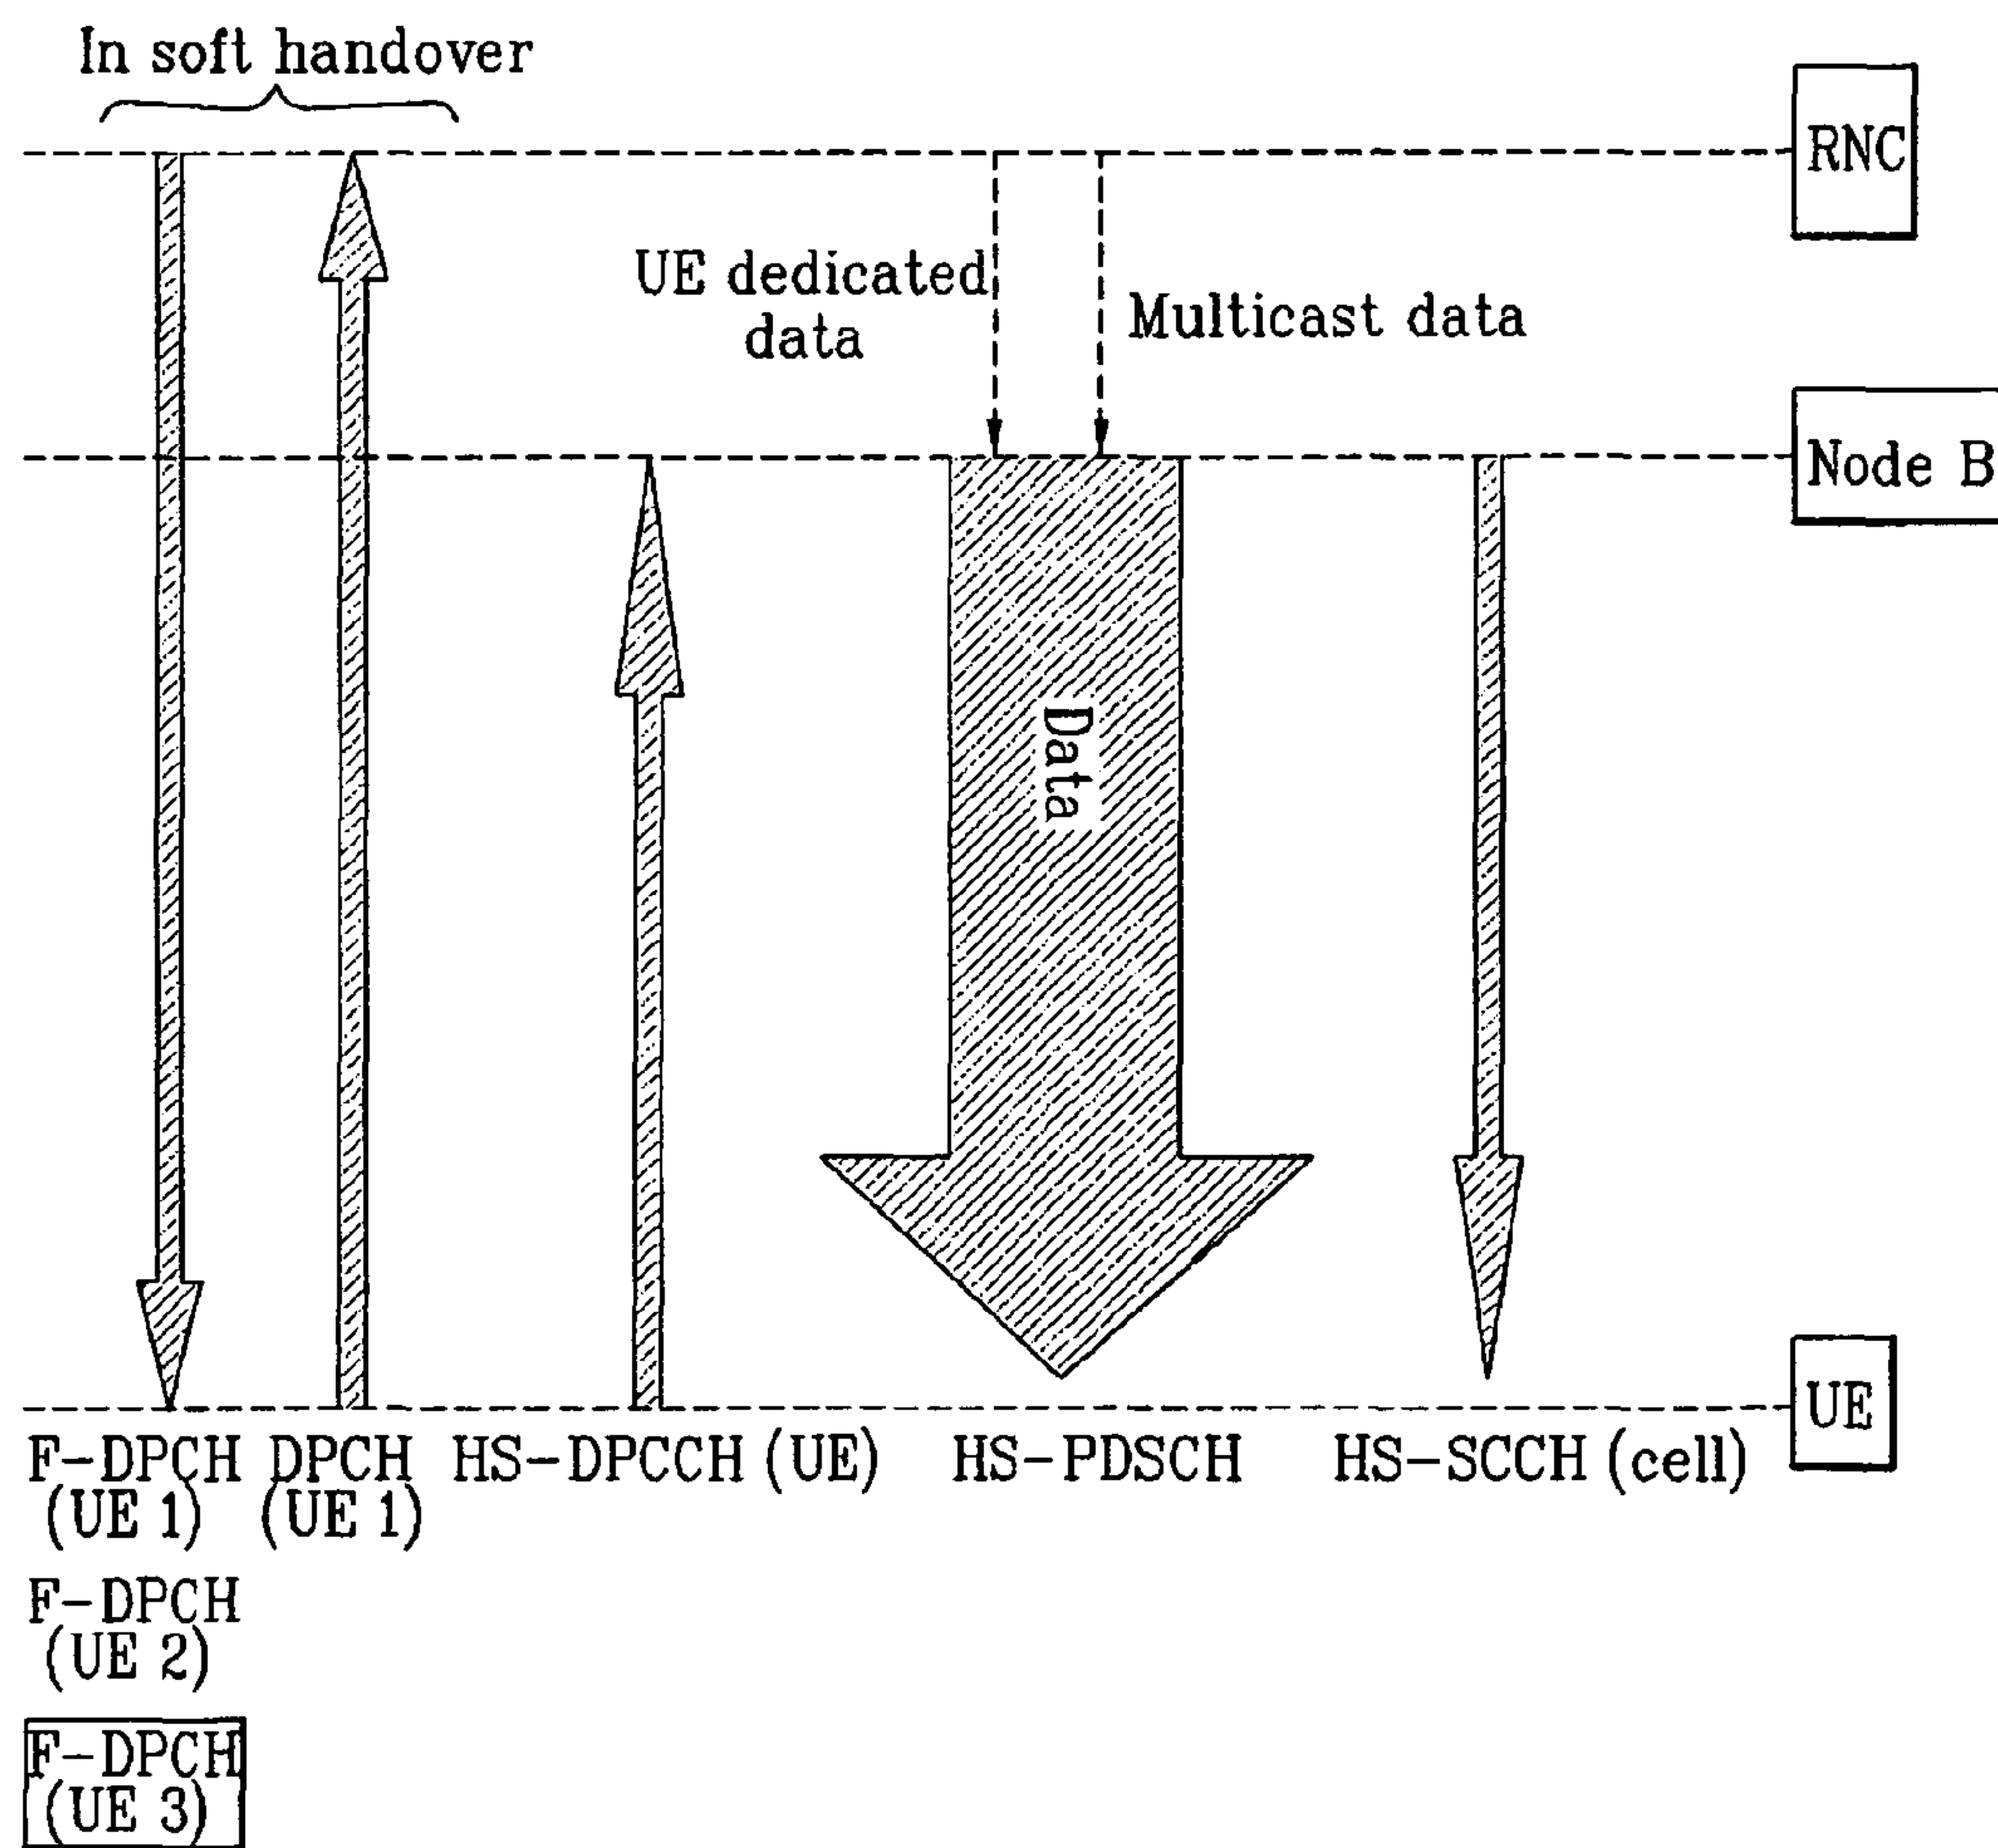 In soft handover
RNC
UE dedicated
data
Multicast data
Node B
Data
UE
F-DPCH
(UE 1)
DPCH
(UE 1)
HS-DPCCH (UE)
HS-PDSCH
HS-SCCH (cell)
F-DPCH
(UE 2)
F-DPCH
(UE 3)